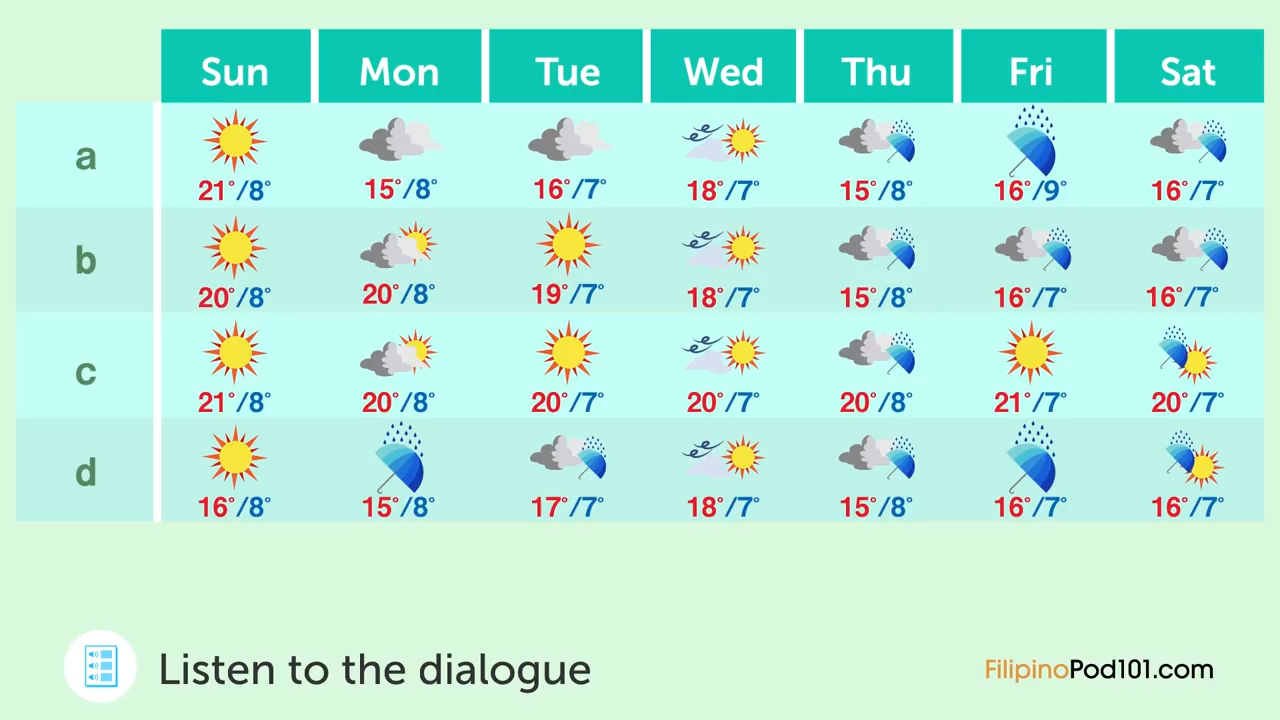 Sun Mon Tue Wed Thu Fri Sat
a
21°/8° 15°/8° 16°/7° 18°/7° 15°/8° 16°/9° 16°/7°
b
20°/8° 20°/8° 19°/7° 18°/7° 15°/8° 16°/7° 16°/7°
c
21°/8° 20°/8° 20°/7° 20°/7° 20°/8° 21°/7° 20°/7°
d
16°/8° 15°/8° 17°/7° 18°/7° 15°/8° 16°/7° 16°/7°
Listen to the dialogue
FilipinoPod101.com